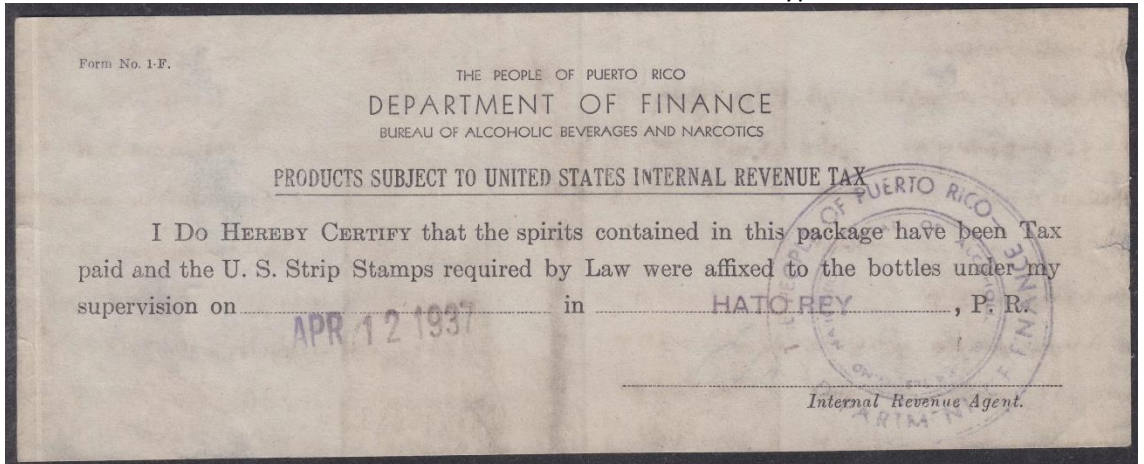 Form No. 1-F.
THE PEOPLE OF PUERTO RICO
DEPARTMENT OF FINANCE
BUREAU OF ALCOHOLIC BEVERAGES AND NARCOTICS
PRODUCTS SUBJECT TO UNITED STATES INTERNAL REVENUE TAX
I DO HEREBY CERTIFY that the spirits contained in this package have been Tax
paid and the U. S. Strip Stamps required by Law were affixed to the bottles under my
supervision on APR 12 1937 in HATO REY, P. R.
Internal Revenue Agent.
PEOPLE OF PUERTO RICO
FINANCE